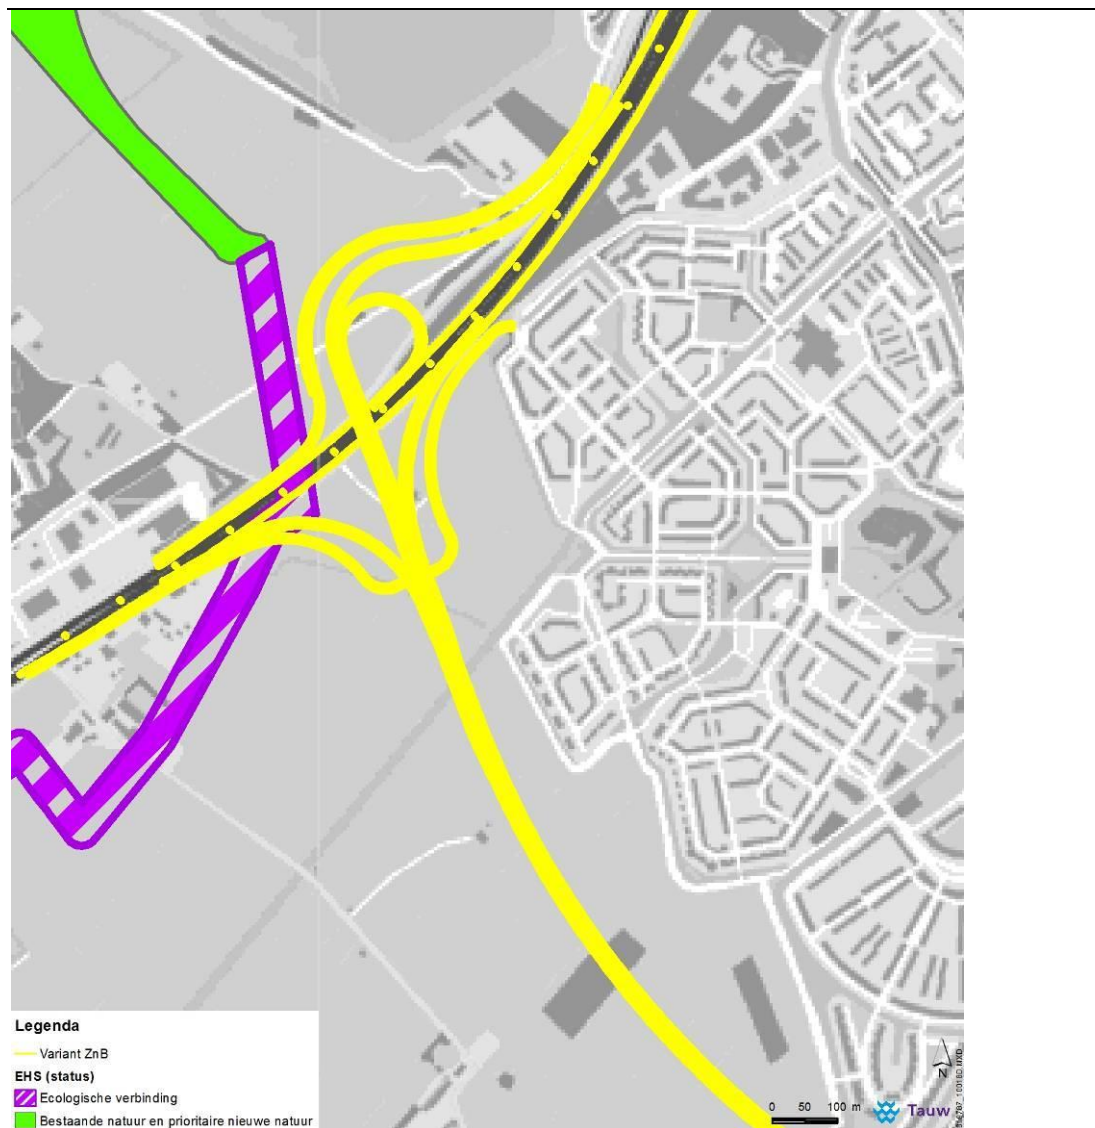 Legenda
Variant ZnB
EHS (status)
Ecologische verbinding
Bestaande natuur en prioritaire nieuwe natuur
N
0 50 100 m
Tauw